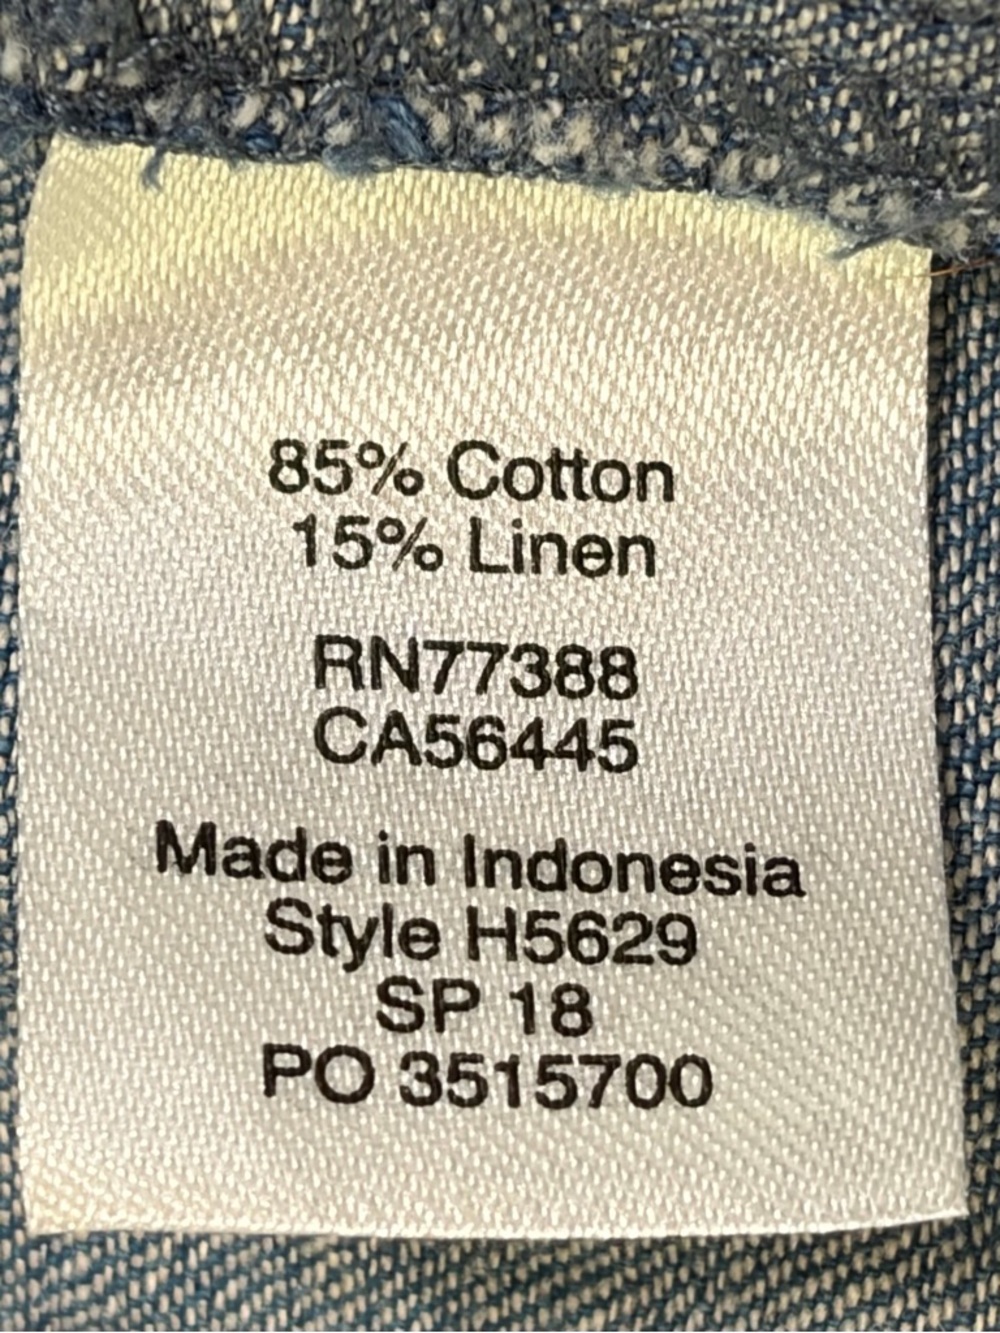 85% Cotton
15% Linen
RN77388
CA56445
Made in Indonesia
Style H5629
SP 18
PO 3515700